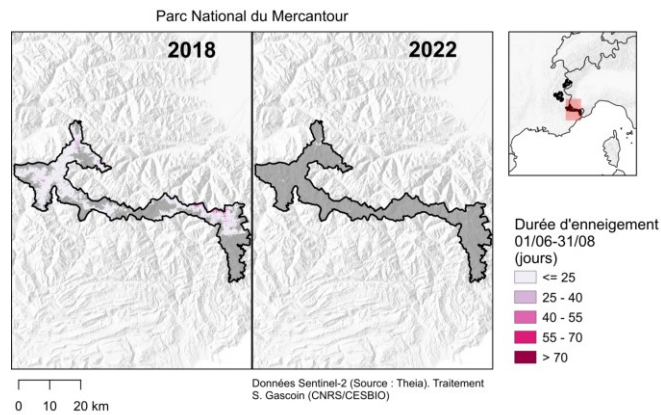 Parc National du Mercantour
2018
2022
Durée d'enneigement
01/06-31/08
(jours)
<= 25
25 - 40
40 - 55
55 - 70
> 70
0 10 20 km
Données Sentinel-2 (Source : Theia). Traitement
S. Gascoin (CNRS/CESBIO)